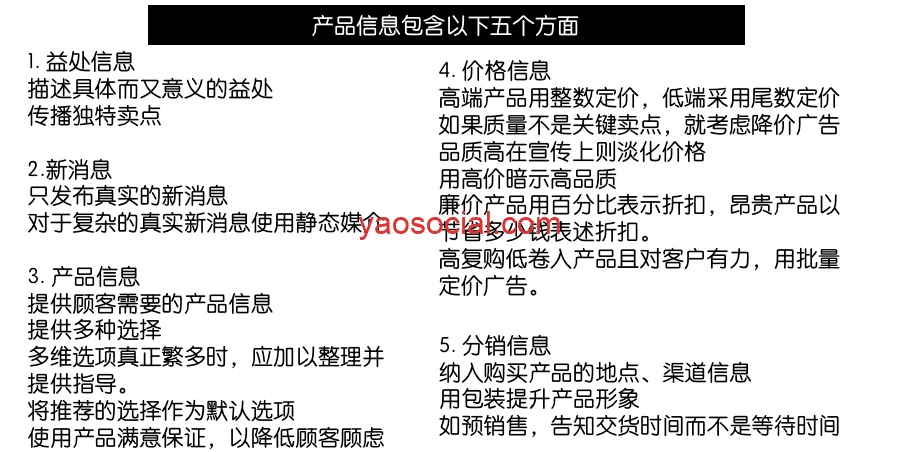 产品信息包含以下五个方面
1. 益处信息
描述具体而又意义的益处
传播独特卖点
2.新消息
只发布真实的新消息
对于复杂的真实新消息使用静态媒介
3. 产品信息
提供顾客需要的产品信息
提供多种选择
多维选项真正繁多时，应加以整理并
提供指导。
将推荐的选择作为默认选项
使用产品满意保证，以降低顾客顾虑
4. 价格信息
高端产品用整数定价，低端采用尾数定价
如果质量不是关键卖点，就考虑降价广告
品质高在宣传上则淡化价格
用高价暗示高品质
廉价产品用百分比表示折扣，昂贵产品以
节省多少钱表述折扣。
高复购低卷入产品且对客户有力，用批量
定价广告。
5. 分销信息
纳入购买产品的地点、渠道信息
用包装提升产品形象
如预销售，告知交货时间而不是等待时间
yaosocial.com